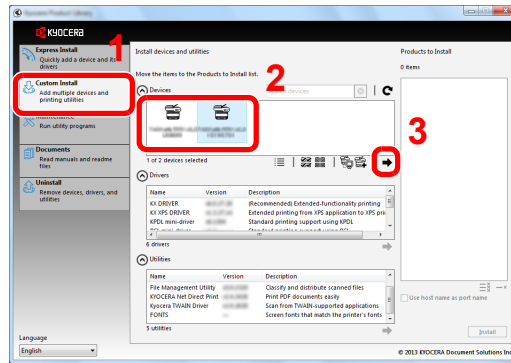 Kyocera Product Library
KYOCERA
1
Express Install
Quickly add a device and its
drivers
Custom Install
Add multiple devices and
printing utilities
Maintenance
Run utility programs
Documents
Read manuals and readme
files
Uninstall
Remove devices, drivers, and
utilities
Language
English
Install devices and utilities
Move the items to the Products to Install list.
2
Devices
devices
1 of 2 devices selected
3
Drivers
Name Version Description
KX DRIVER (Recommended) Extended-functionality printing
KX XPS DRIVER Extended printing from XPS application to XPS prin
KPDL mini-driver Standard printing support using KPDL
6 drivers
Utilities
Name Version Description
File Management Utility Classify and distribute scanned files
KYOCERA Net Direct Print Print PDF documents easily
Kyocera TWAIN Driver Scan from TWAIN-supported applications
FONTS Screen fonts that match the printer's fonts
5 utilities
Products to Install
0 items
Use host name as port name
Install
© 2013 KYOCERA Document Solutions Inc.